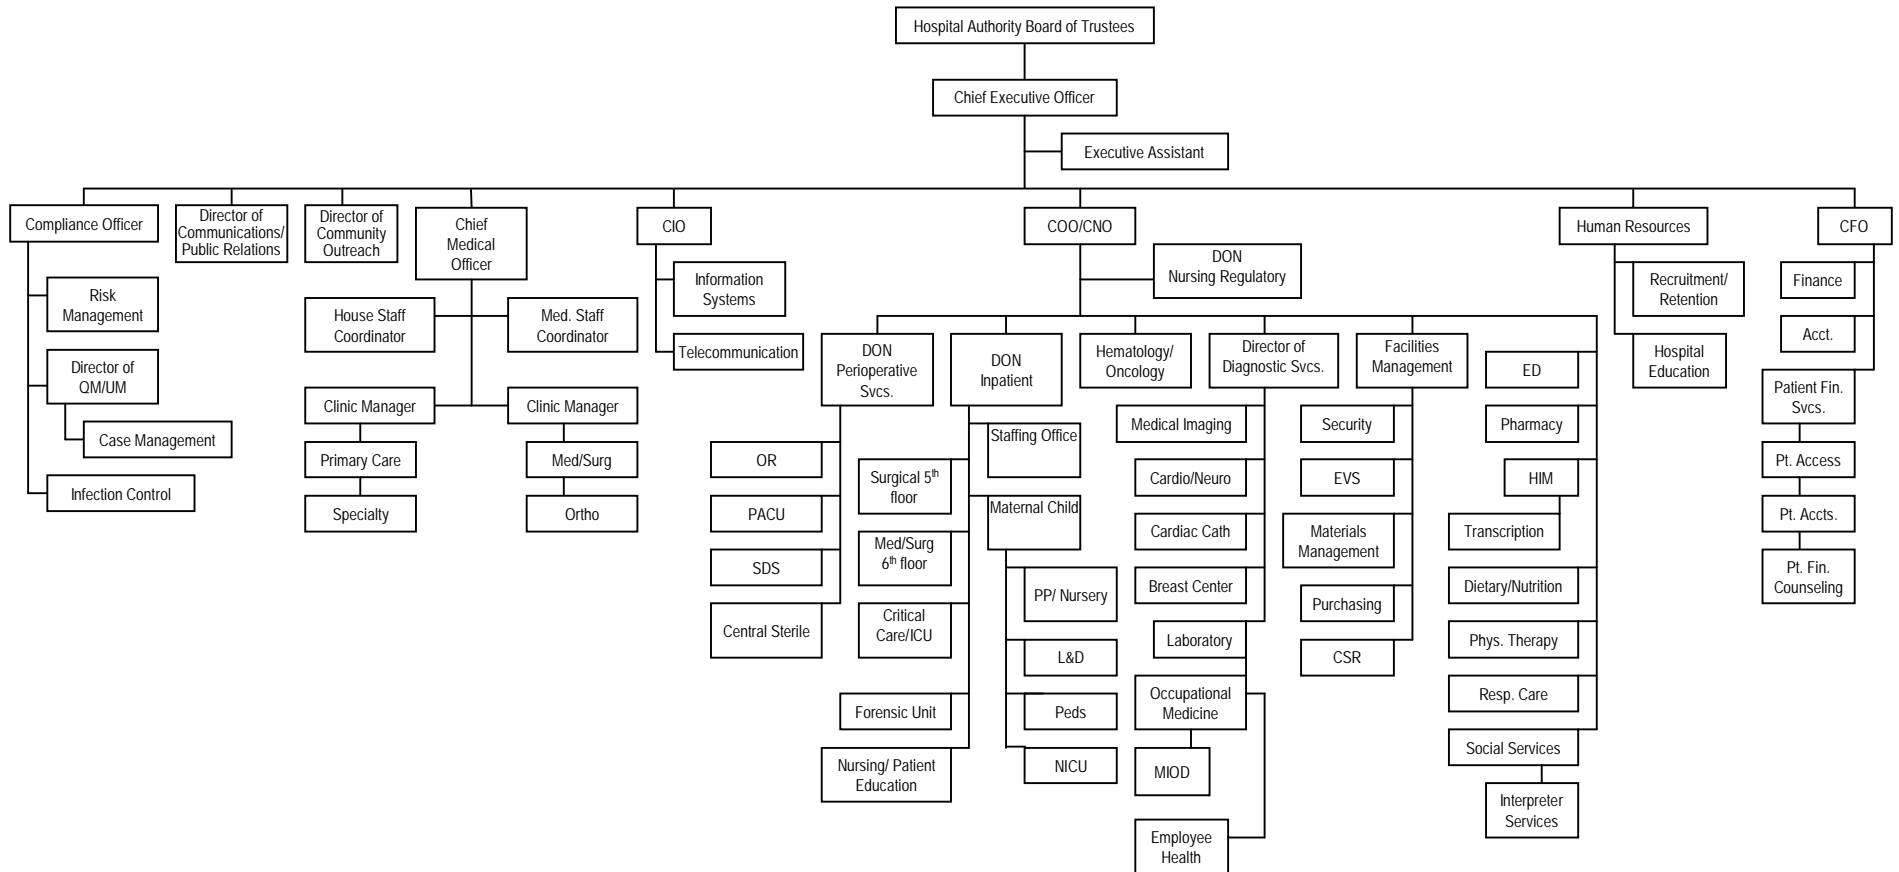 Hospital Authority Board of Trustees
Chief Executive Officer
Executive Assistant
Compliance Officer
Risk
Management
Director of
QM/UM
Case Management
Infection Control
Director of
Communications/
Public Relations
Director of
Community
Outreach
Chief
Medical
Officer
House Staff
Coordinator
Med. Staff
Coordinator
Clinic Manager
Primary Care
Specialty
Clinic Manager
Med/Surg
Ortho
CIO
Information
Systems
Telecommunication
COO/CNO
DON
Nursing Regulatory
DON
Perioperative
Svcs.
OR
PACU
SDS
Central Sterile
DON
Inpatient
Staffing Office
Surgical 5th
floor
Maternal Child
Med/Surg
6th floor
Critical
Care/ICU
Forensic Unit
Nursing/ Patient
Education
PP/ Nursery
L&D
Peds
NICU
Hematology/
Oncology
Director of
Diagnostic Svcs.
Medical Imaging
Cardio/Neuro
Cardiac Cath
Breast Center
Laboratory
Occupational
Medicine
MIOD
Employee
Health
Facilities
Management
Security
EVS
Materials
Management
Purchasing
CSR
ED
Pharmacy
HIM
Transcription
Dietary/Nutrition
Phys. Therapy
Resp. Care
Social Services
Interpreter
Services
Human Resources
Recruitment/
Retention
Hospital
Education
CFO
Finance
Acct.
Patient Fin.
Svcs.
Pt. Access
Pt. Accts.
Pt. Fin.
Counseling